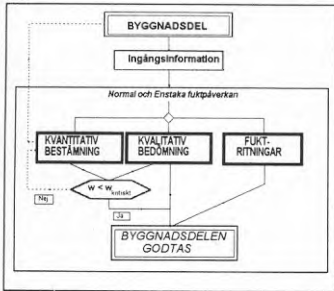 BYGGNADSDEL
Ingångsinformation
Normal och Enstaka fuktpåverkan
KVANTITATIV
BESTÄMNING
KVALITATIV
BEDÖMNING
FUKT-
RITNINGAR
w < w
Nej
Ja
BYGGNADSDELEN
GODTAS